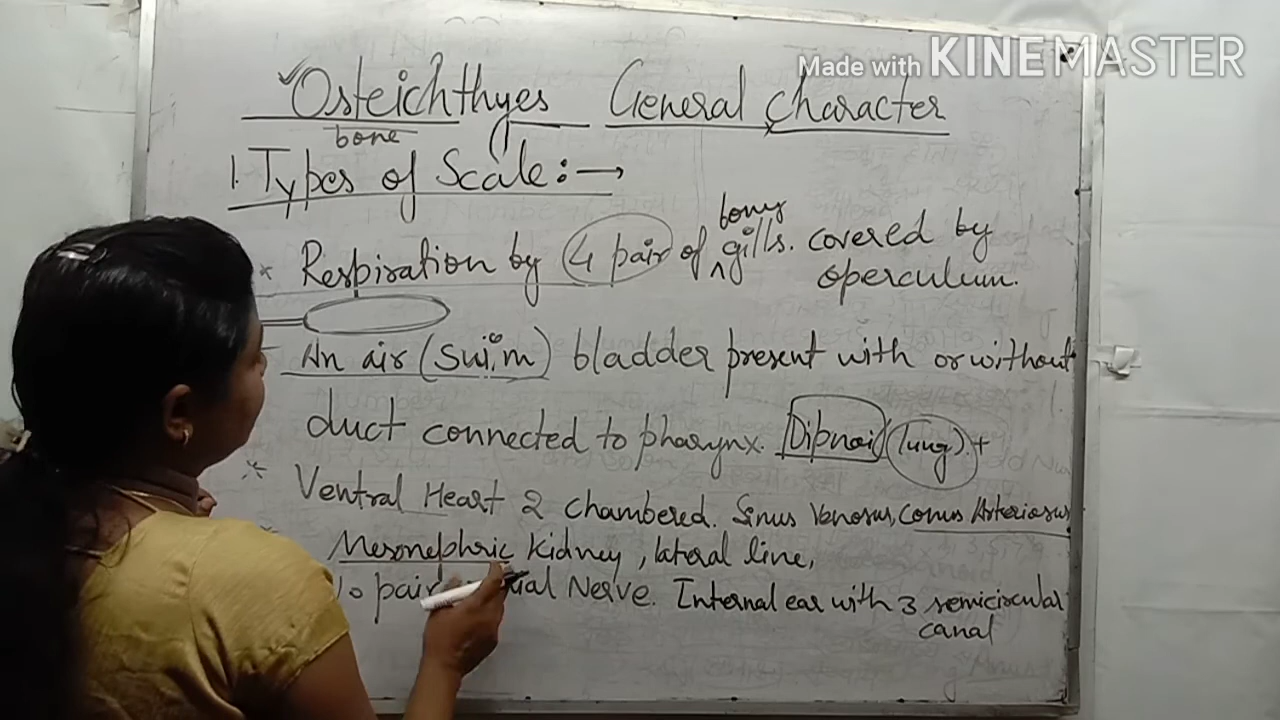 Made with KINEMASTER
Osteichthyes General Character
bone
1. Types of Scale :→
* Respiration by 4 pair of bony gills. covered by
operculum.
An air (Swim) bladder present with or without
duct connected to pharynx. Dipnoi (lung). +
* Ventral Heart 2 chambered. Sinus Venosus, Conus Arteriosus
Mesonephric Kidney, lateral line,
10 pair Nerve. Internal ear with 3 semicircular
canal